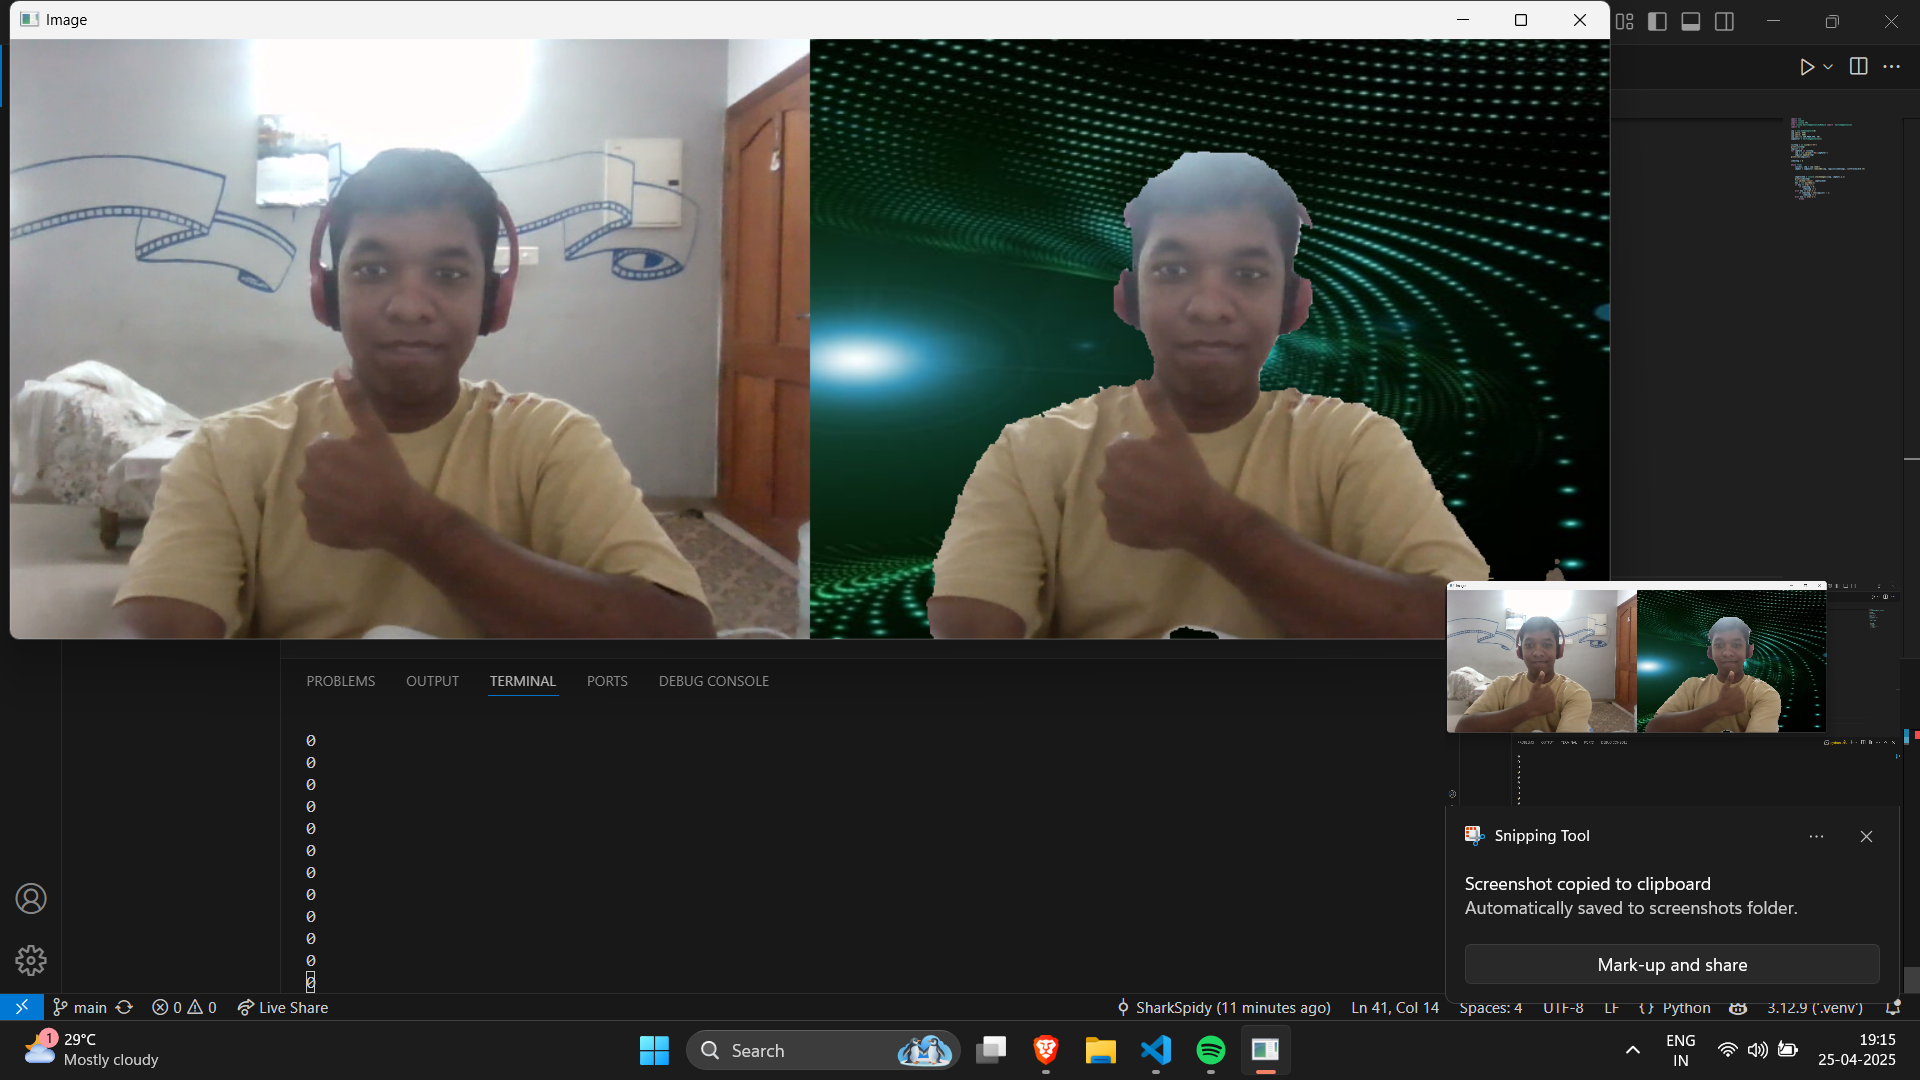 Image
PROBLEMS OUTPUT TERMINAL PORTS DEBUG CONSOLE
0
0
0
0
0
0
0
0
0
0
0
0
Snipping Tool
Screenshot copied to clipboard
Automatically saved to screenshots folder.
Mark-up and share
main 0 0 Live Share SharkSpidy (11 minutes ago) Ln 41, Col 14 Spaces: 4 UTF-8 LF {} Python 3.12.9 ('.venv')
1 29°C
Mostly cloudy
Search
ENG
IN
19:15
25-04-2025